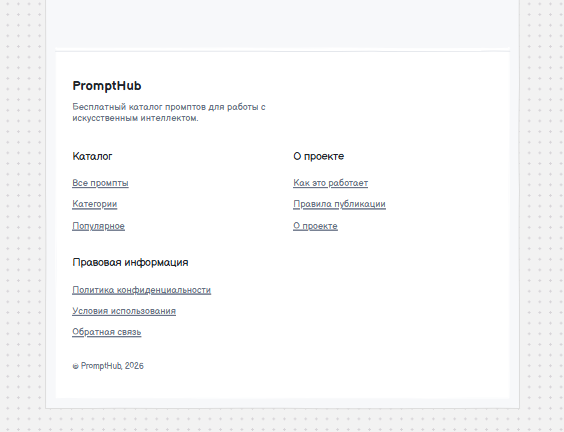 PromptHub
Бесплатный каталог промптов для работы с
искусственным интеллектом.
Каталог
Все промпты
Категории
Популярное
О проекте
Как это работает
Правила публикации
О проекте
Правовая информация
Политика конфиденциальности
Условия использования
Обратная связь
© PromptHub, 2026